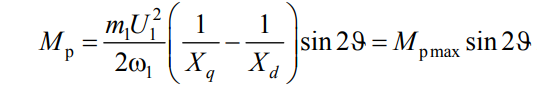 M_p = \frac{m_1 U_1^2}{2\omega_1} \left( \frac{1}{X_q} - \frac{1}{X_d} \right) \sin 2\vartheta = M_{p\,max} \sin 2\vartheta